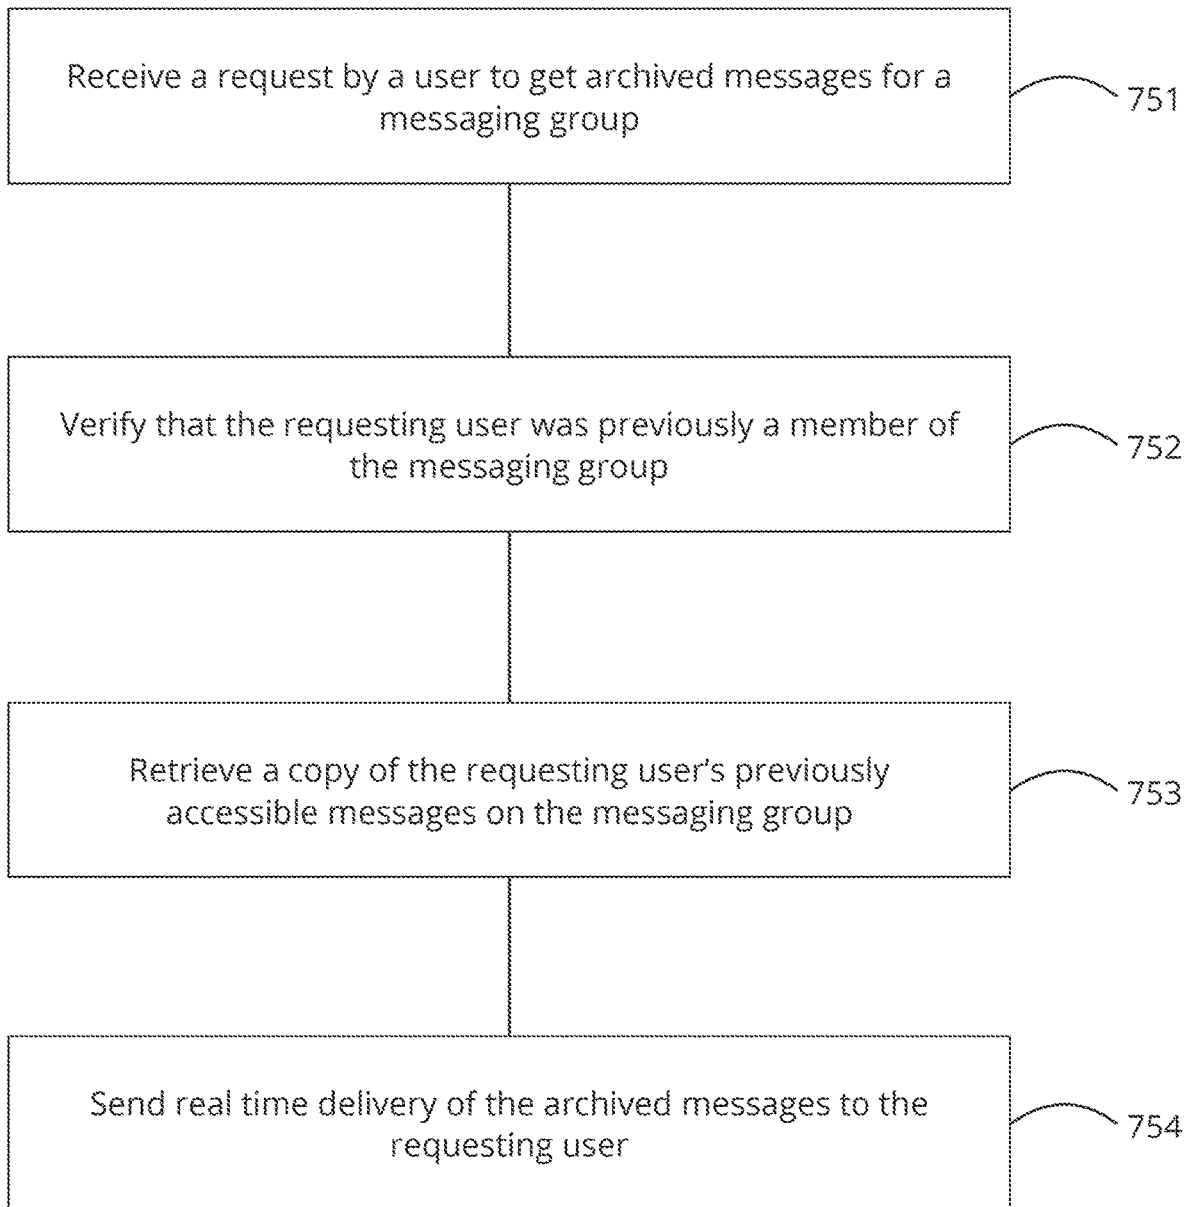 Receive a request by a user to get archived messages for a
messaging group
751
Verify that the requesting user was previously a member of
the messaging group
752
Retrieve a copy of the requesting user's previously
accessible messages on the messaging group
753
Send real time delivery of the archived messages to the
requesting user
754